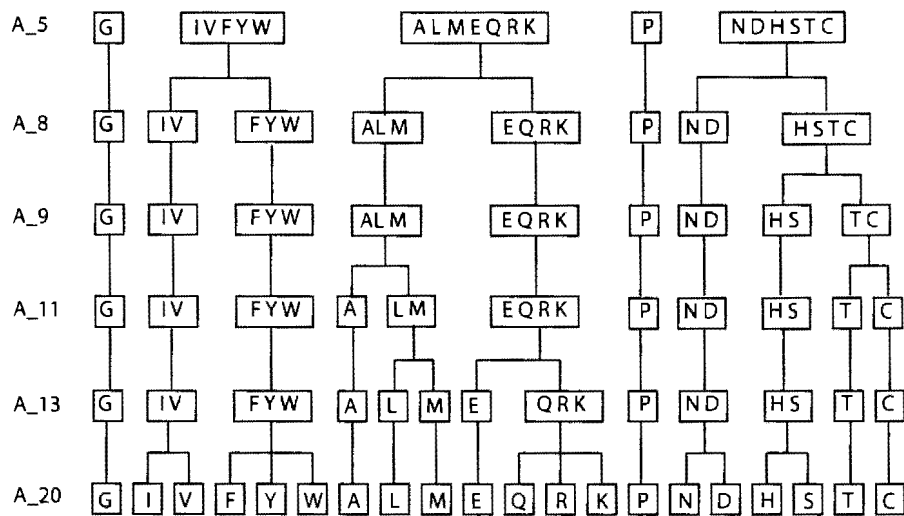 A_5 G IVFYW ALMEQRK P NDHSTC
A_8 G IV FYW ALM EQRK P ND HSTC
A_9 G IV FYW ALM EQRK P ND HS TC
A_11 G IV FYW A LM EQRK P ND HS T C
A_13 G IV FYW A L M E QRK P ND HS T C
A_20 G I V F Y W A L M E Q R K P N D H S T C